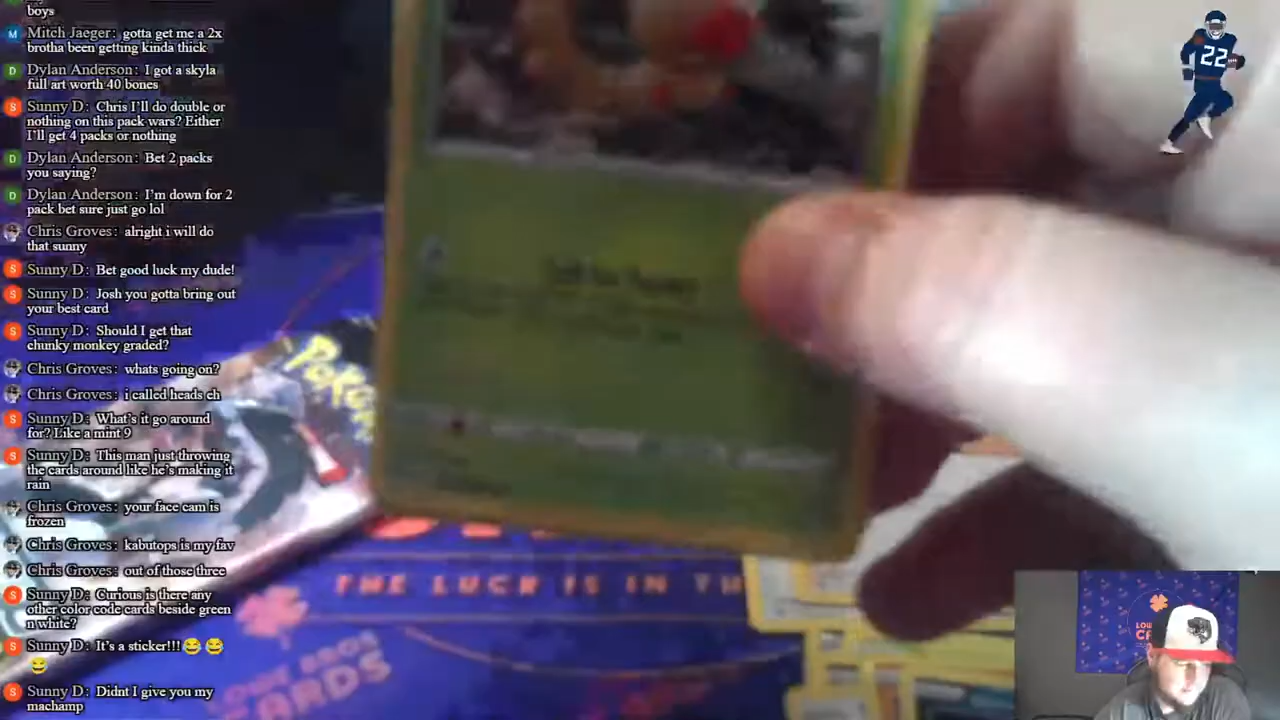 boys
Mitch Jaeger: gotta get me a 2x
brotha been getting kinda thick
Dylan Anderson: I got a skyla
full art worth 40 bones
Sunny D: Chris I'll do double or
nothing on this pack wars? Either
I'll get 4 packs or nothing
Dylan Anderson: Bet 2 packs
you saying?
Dylan Anderson: I'm down for 2
pack bet sure just go lol
Chris Groves: alright i will do
that sunny
Sunny D: Bet good luck my dude!
Sunny D: Josh you gotta bring out
your best card
Sunny D: Should I get that
chunky monkey graded?
Chris Groves: whats going on?
Chris Groves: i called heads eh
Sunny D: What's it go around
for? Like a mint 9
Sunny D: This man just throwing
the cards around like he's making it
rain
Chris Groves: your face cam is
frozen
Chris Groves: kabutops is my fav
Chris Groves: out of those three
Sunny D: Curious is there any
other color code cards beside green
n white?
Sunny D: It's a sticker!!! 😂 😂
😂
Sunny D: Didnt I give you my
machamp
22
THE LUCK IS IN TH
CARDS